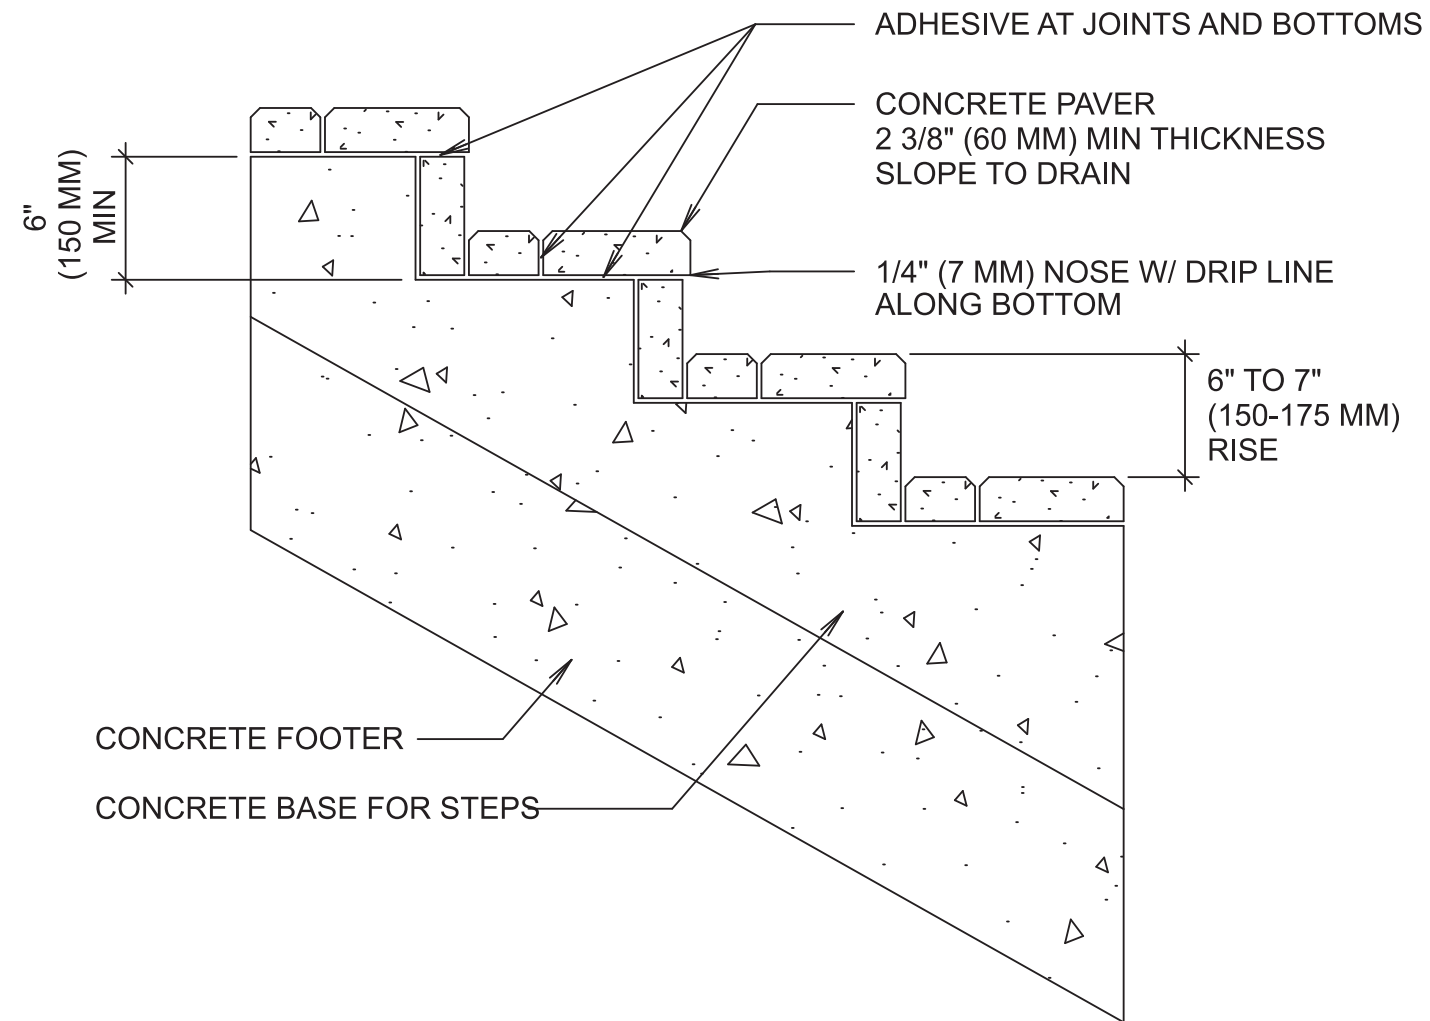 ADHESIVE AT JOINTS AND BOTTOMS
CONCRETE PAVER
2 3/8" (60 MM) MIN THICKNESS
SLOPE TO DRAIN
6"
(150 MM)
MIN
1/4" (7 MM) NOSE W/ DRIP LINE
ALONG BOTTOM
6" TO 7"
(150-175 MM)
RISE
CONCRETE FOOTER
CONCRETE BASE FOR STEPS